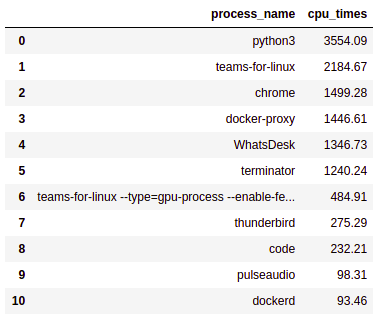 process_name cpu_times
0 python3 3554.09
1 teams-for-linux 2184.67
2 chrome 1499.28
3 docker-proxy 1446.61
4 WhatsDesk 1346.73
5 terminator 1240.24
6 teams-for-linux --type=gpu-process --enable-fe... 484.91
7 thunderbird 275.29
8 code 232.21
9 pulseaudio 98.31
10 dockerd 93.46